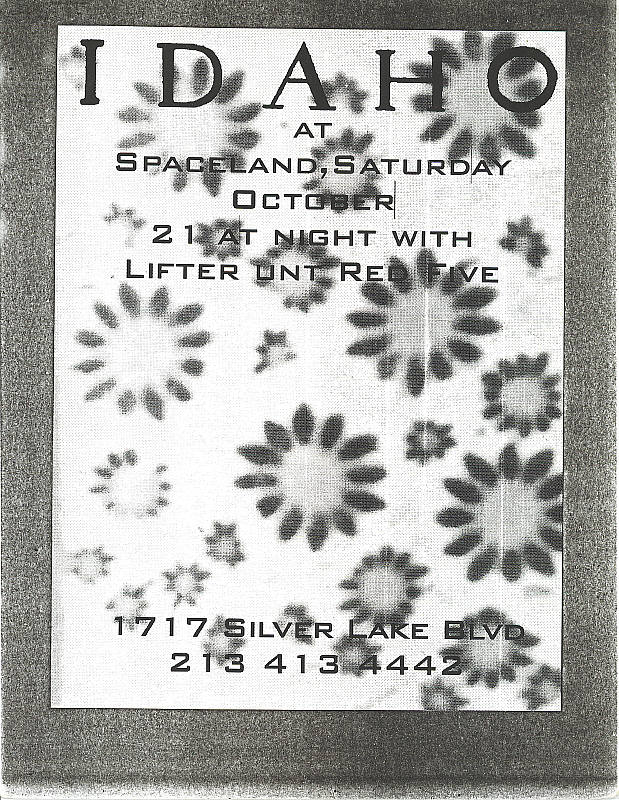 IDAHO
AT
SPACELAND, SATURDAY
OCTOBER
21 AT NIGHT WITH
LIFTER UNT RED FIVE
1717 SILVER LAKE BLVD
213 413 4442